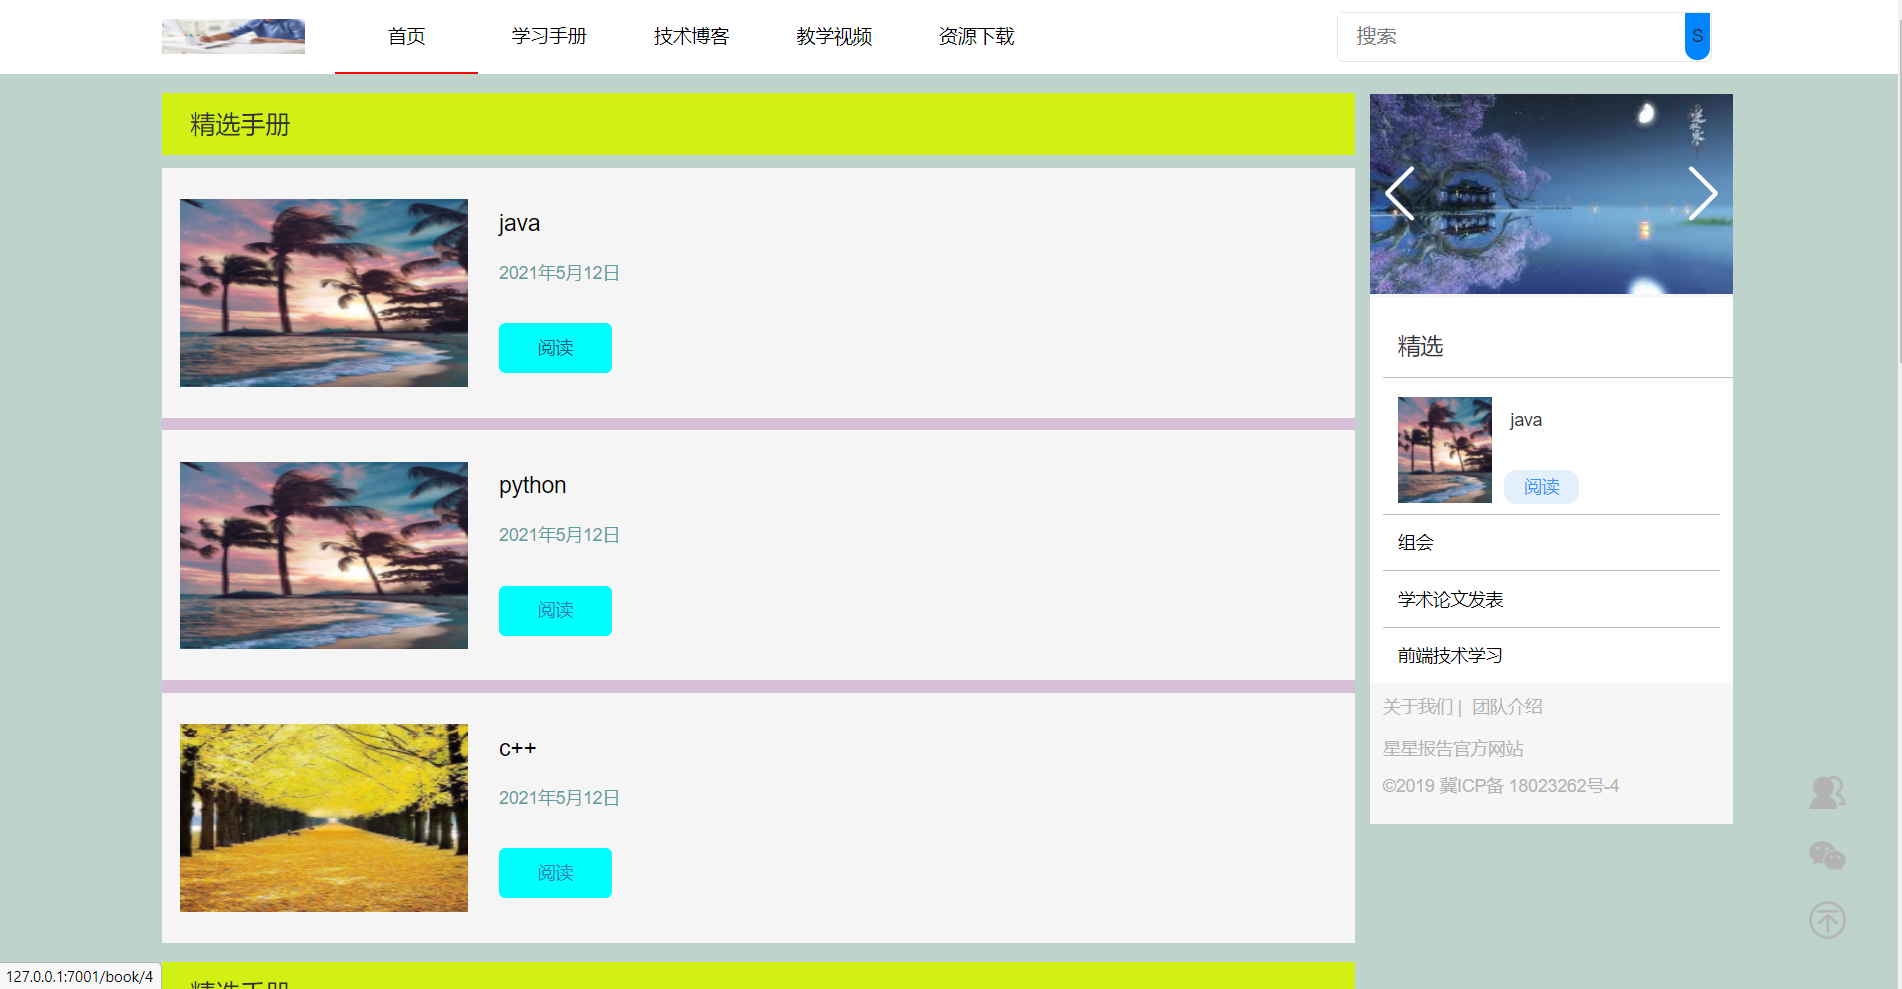 首页 学习手册 技术博客 教学视频 资源下载 搜索 S
精选手册
java
2021年5月12日
阅读
python
2021年5月12日
阅读
c++
2021年5月12日
阅读
精选手册
精选
java
阅读
组会
学术论文发表
前端技术学习
关于我们 | 团队介绍
星星报告官方网站
©2019 冀ICP备 18023262号-4
127.0.0.1:7001/book/4